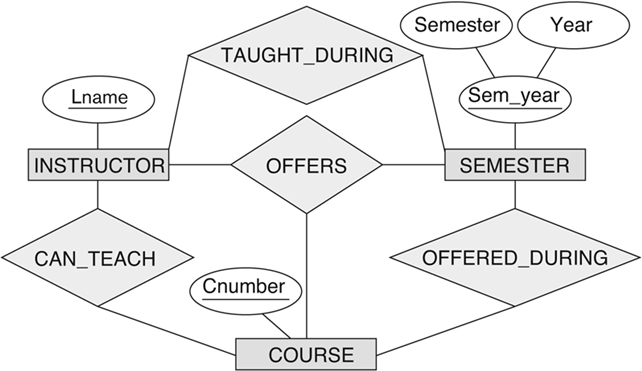 Semester
Year
TAUGHT_DURING
Lname
Sem_year
INSTRUCTOR
OFFERS
SEMESTER
CAN_TEACH
OFFERED_DURING
Cnumber
COURSE